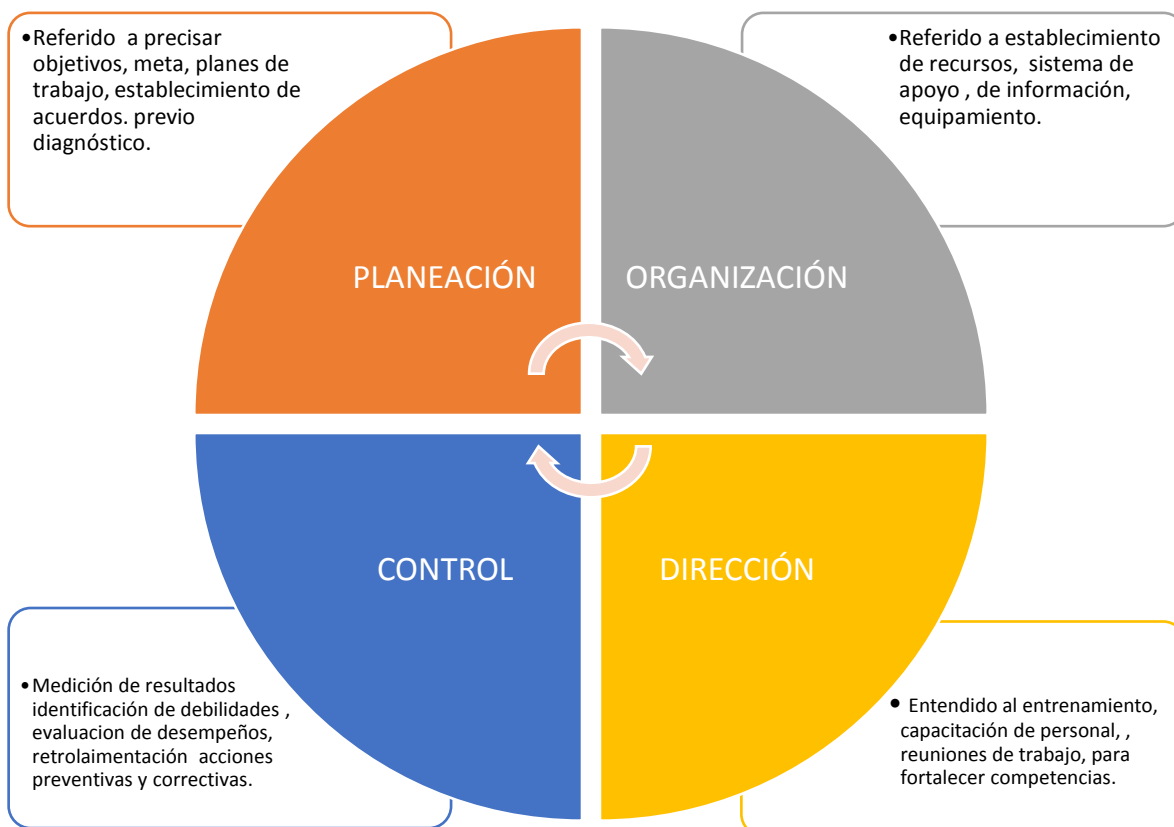 •Referido a precisar
objetivos, meta, planes de
trabajo, establecimiento de
acuerdos. previo
diagnóstico.
•Referido a establecimiento
de recursos, sistema de
apoyo , de información,
equipamiento.
PLANEACIÓN
ORGANIZACIÓN
CONTROL
DIRECCIÓN
•Medición de resultados
identificación de debilidades ,
evaluacion de desempeños,
retrolaimentación acciones
preventivas y correctivas.
• Entendido al entrenamiento,
capacitación de personal, ,
reuniones de trabajo, para
fortalecer competencias.